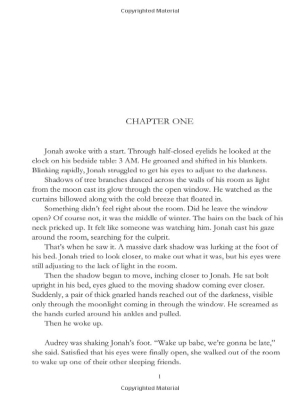 Copyrighted Material
CHAPTER ONE
Jonah awoke with a start. Through half-closed eyelids he looked at the
clock on his bedside table: 3 AM. He groaned and shifted in his blankets.
Blinking rapidly, Jonah struggled to get his eyes to adjust to the darkness.
Shadows of tree branches danced across the walls of his room as light
from the moon cast its glow through the open window. He watched as the
curtains billowed along with the cold breeze that floated in.
Something didn't feel right about the room. Did he leave the window
open? Of course not, it was the middle of winter. The hairs on the back of his
neck pricked up. It felt like someone was watching him. Jonah cast his gaze
around the room, searching for the culprit.
That's when he saw it. A massive dark shadow was lurking at the foot of
his bed. Jonah tried to look closer, to make out what it was, but his eyes were
still adjusting to the lack of light in the room.
Then the shadow began to move, inching closer to Jonah. He sat bolt
upright in his bed, eyes glued to the moving shadow coming ever closer.
Suddenly, a pair of thick gnarled hands reached out of the darkness, visible
only through the moonlight coming in through the window. He screamed as
the hands curled around his ankles and pulled.
Then he woke up.
Audrey was shaking Jonah's foot. "Wake up babe, we're gonna be late,"
she said. Satisfied that his eyes were finally open, she walked out of the room
to wake up one of their other sleeping friends.
1
Copyrighted Material